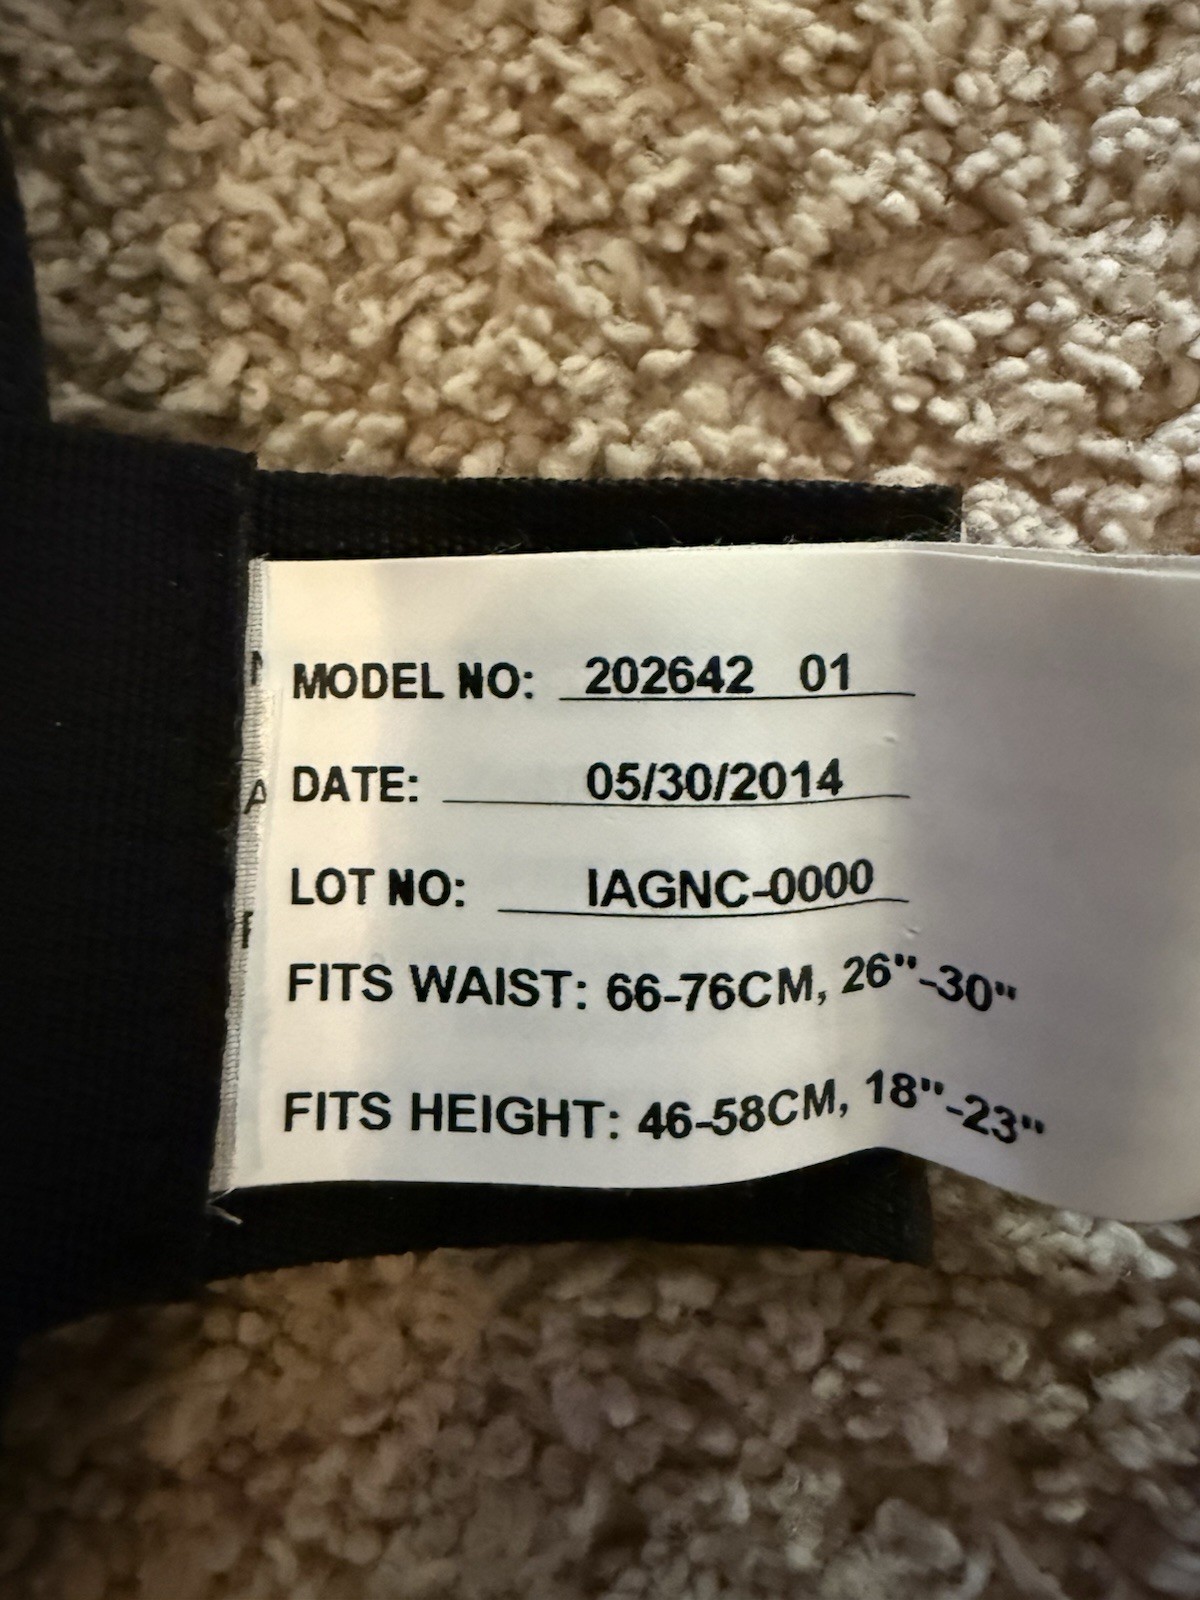 MODEL NO: 202642 01
DATE: 05/30/2014
LOT NO: IAGNC-0000
FITS WAIST: 66-76CM, 26"-30"
FITS HEIGHT: 46-58CM, 18"-23"